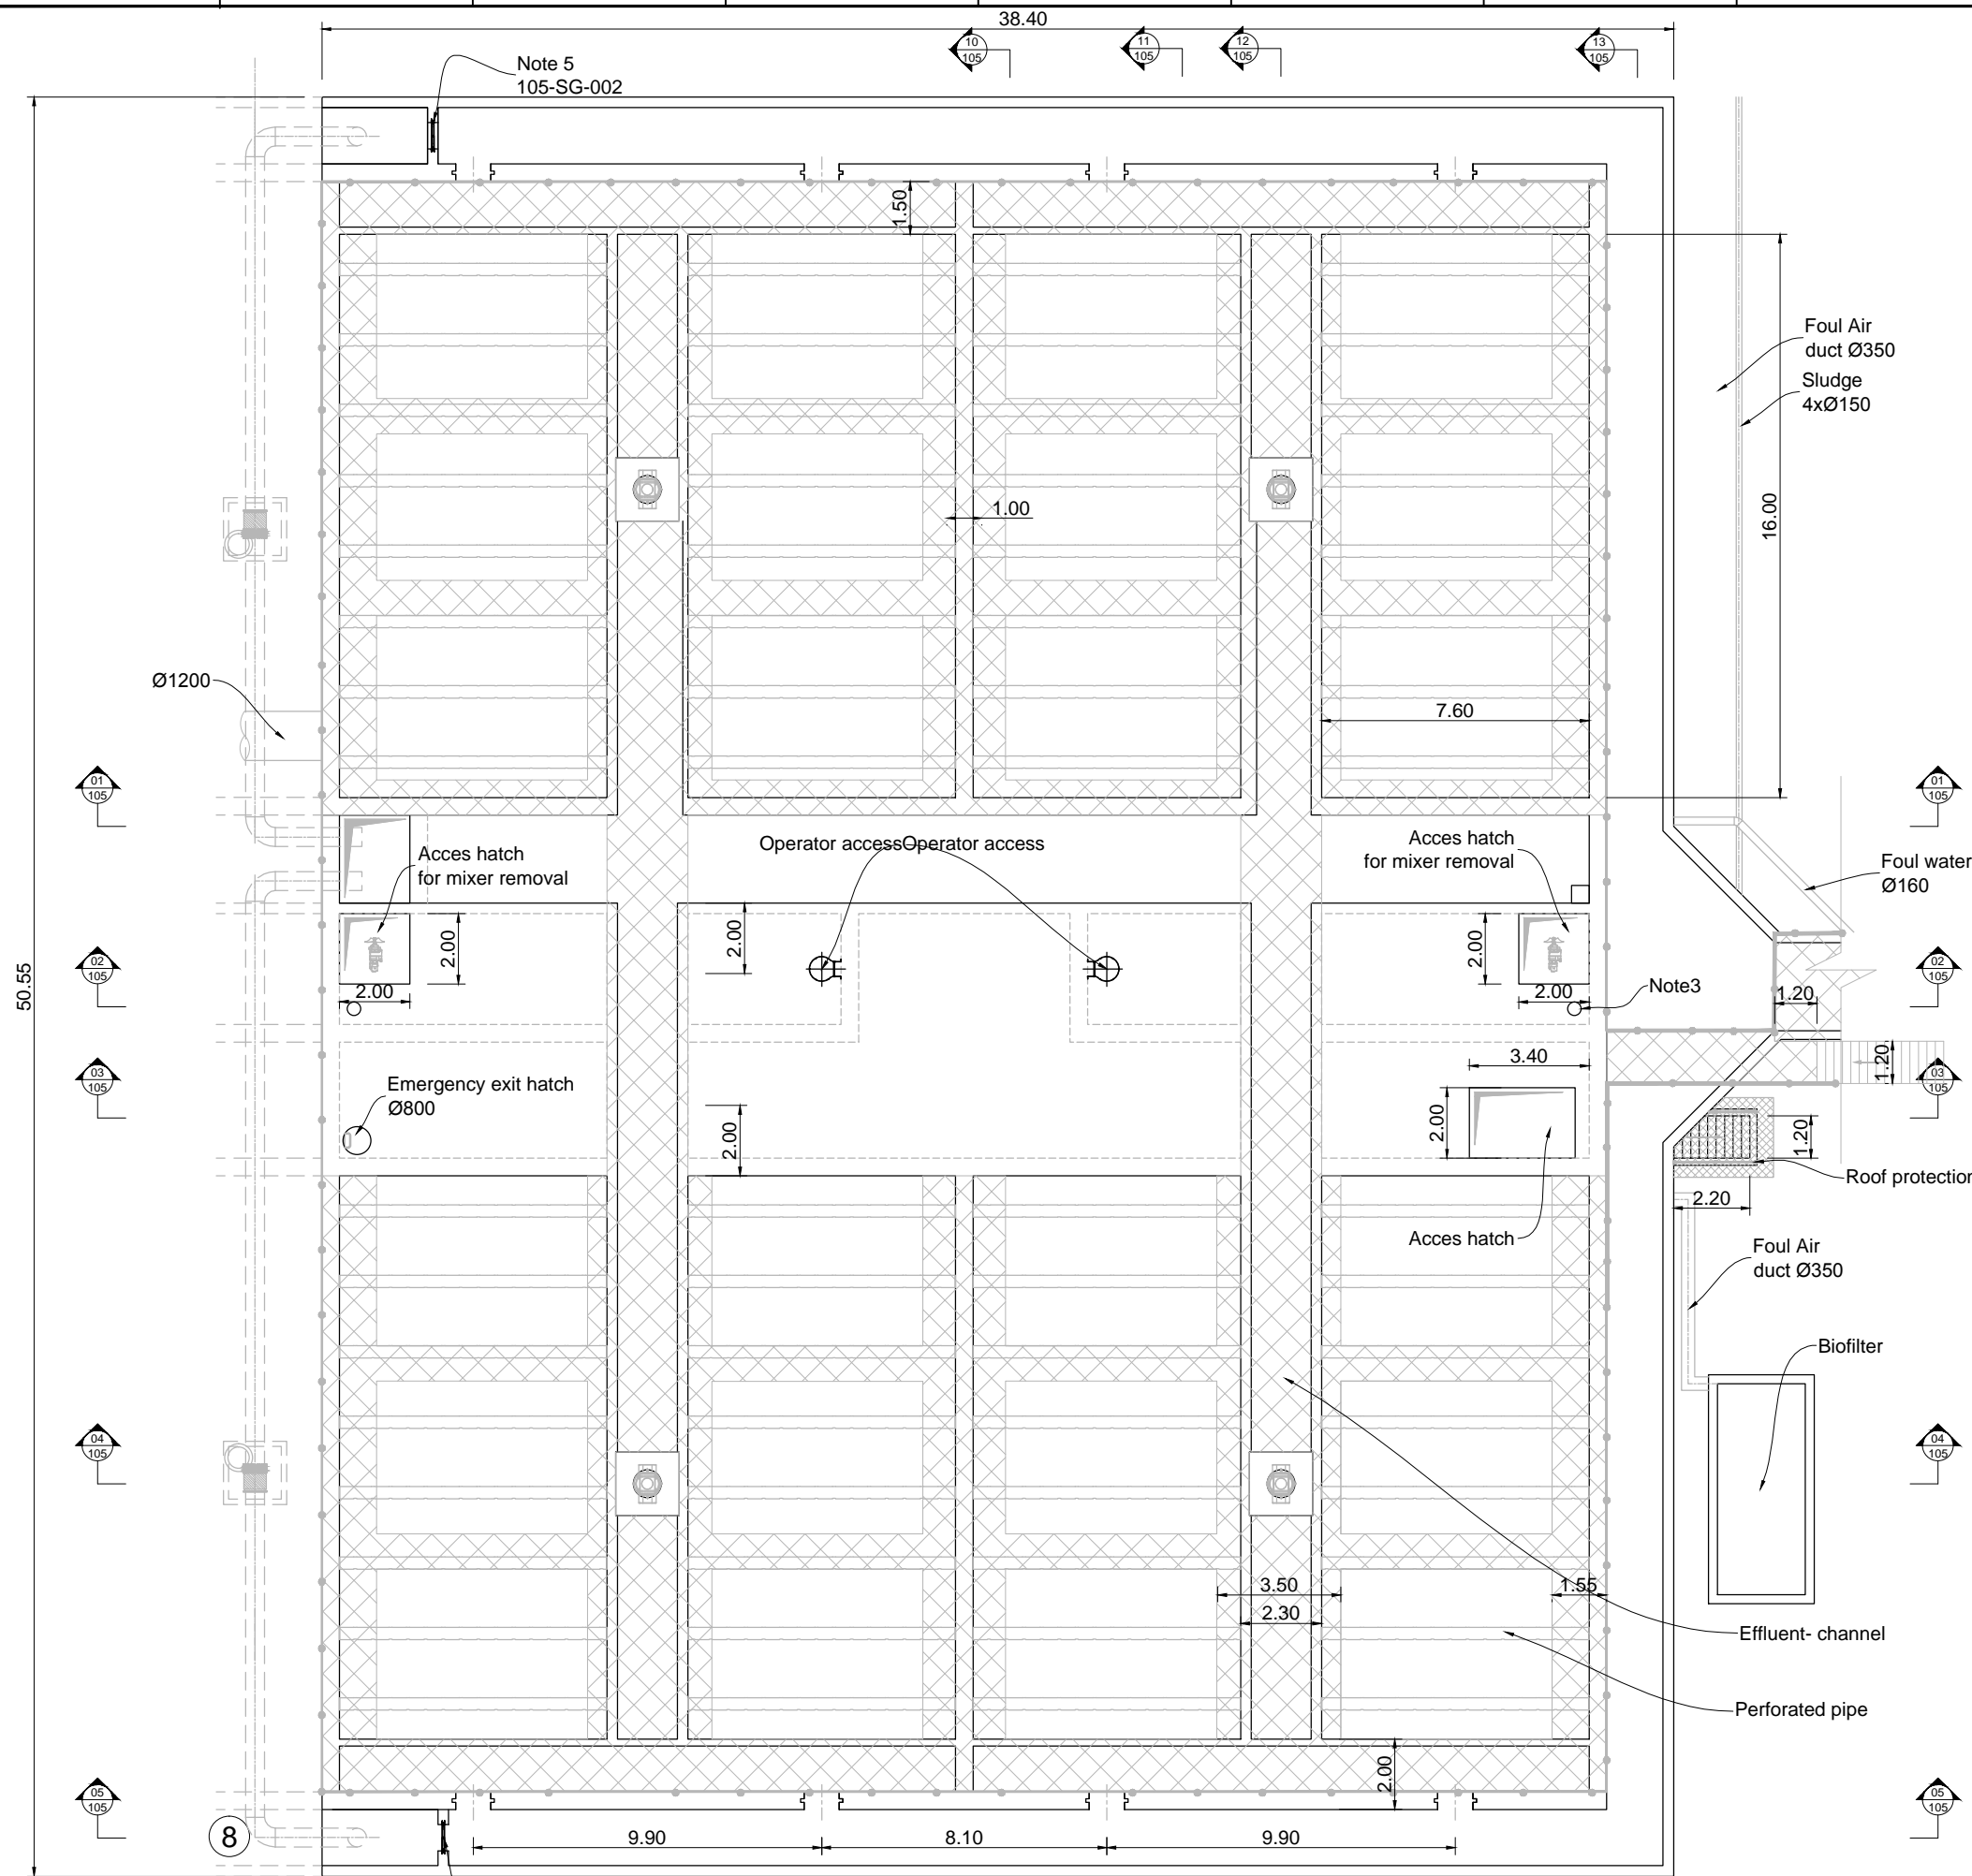 38.40
10
105
11
105
12
105
13
105
Note 5
105-SG-002
1.50
Foul Air
duct Ø350
Sludge
4xØ150
1.00
16.00
Ø1200
7.60
01
105
01
105
Operator access
Operator access
Acces hatch
for mixer removal
Acces hatch
for mixer removal
Foul water
Ø160
2.00
2.00
2.00
02
105
02
105
50.55
2.00
2.00
Note3
1.20
03
105
03
105
3.40
1.20
Emergency exit hatch
Ø800
2.00
2.00
1.20
Roof protection
2.20
Acces hatch
Foul Air
duct Ø350
Biofilter
04
105
04
105
3.50
1.55
2.30
Effluent- channel
Perforated pipe
2.00
05
105
05
105
8
9.90
8.10
9.90